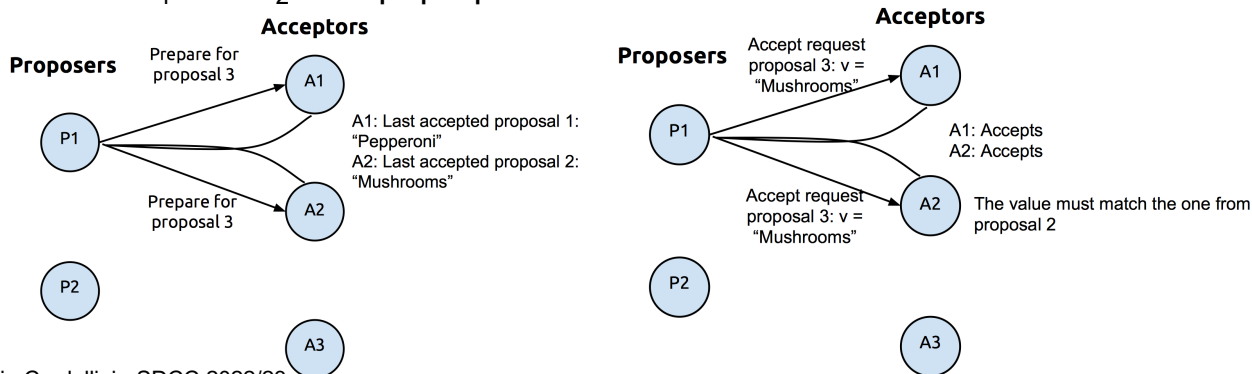 Acceptors
Proposers
Prepare for
proposal 3
A1
P1
A1: Last accepted proposal 1:
“Pepperoni”
A2: Last accepted proposal 2:
“Mushrooms”
Prepare for
proposal 3
A2
P2
A3
Acceptors
Proposers
Accept request
proposal 3: v =
“Mushrooms”
A1
P1
A1: Accepts
A2: Accepts
Accept request
proposal 3: v =
“Mushrooms”
A2
The value must match the one from
proposal 2
P2
A3